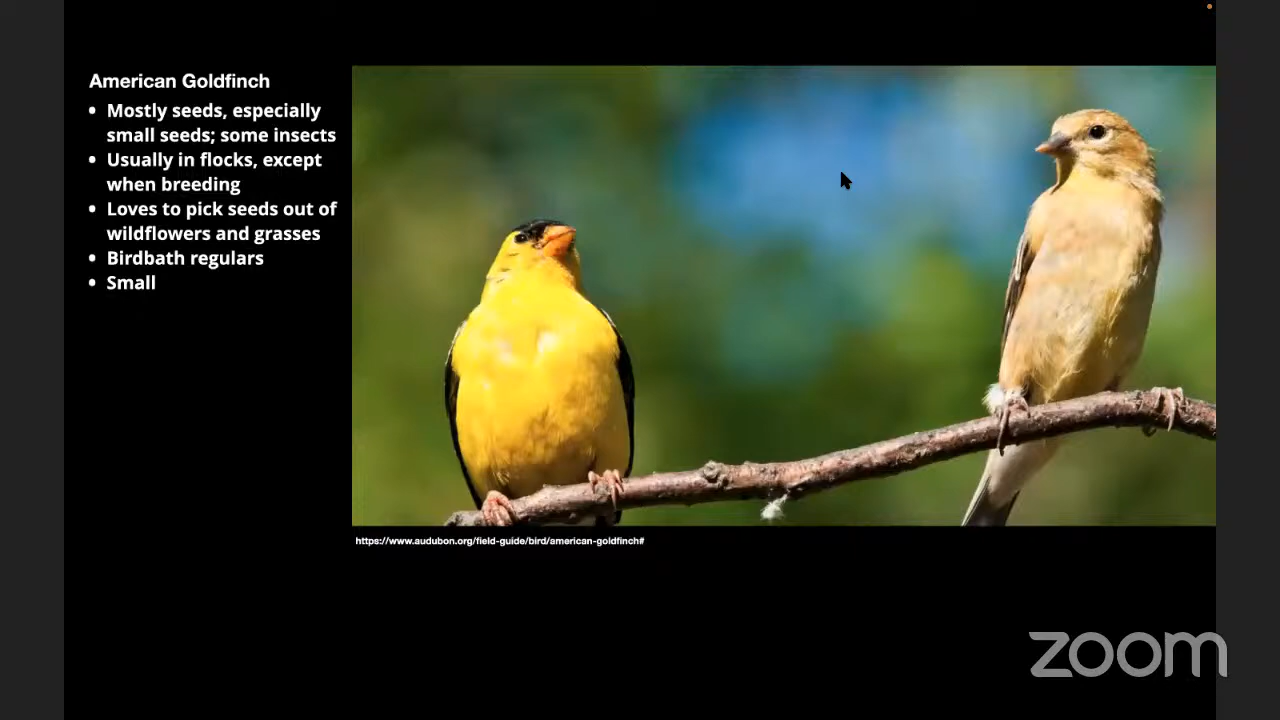 American Goldfinch
• Mostly seeds, especially
small seeds; some insects
• Usually in flocks, except
when breeding
• Loves to pick seeds out of
wildflowers and grasses
• Birdbath regulars
• Small
https://www.audubon.org/field-guide/bird/american-goldfinch#
zoom